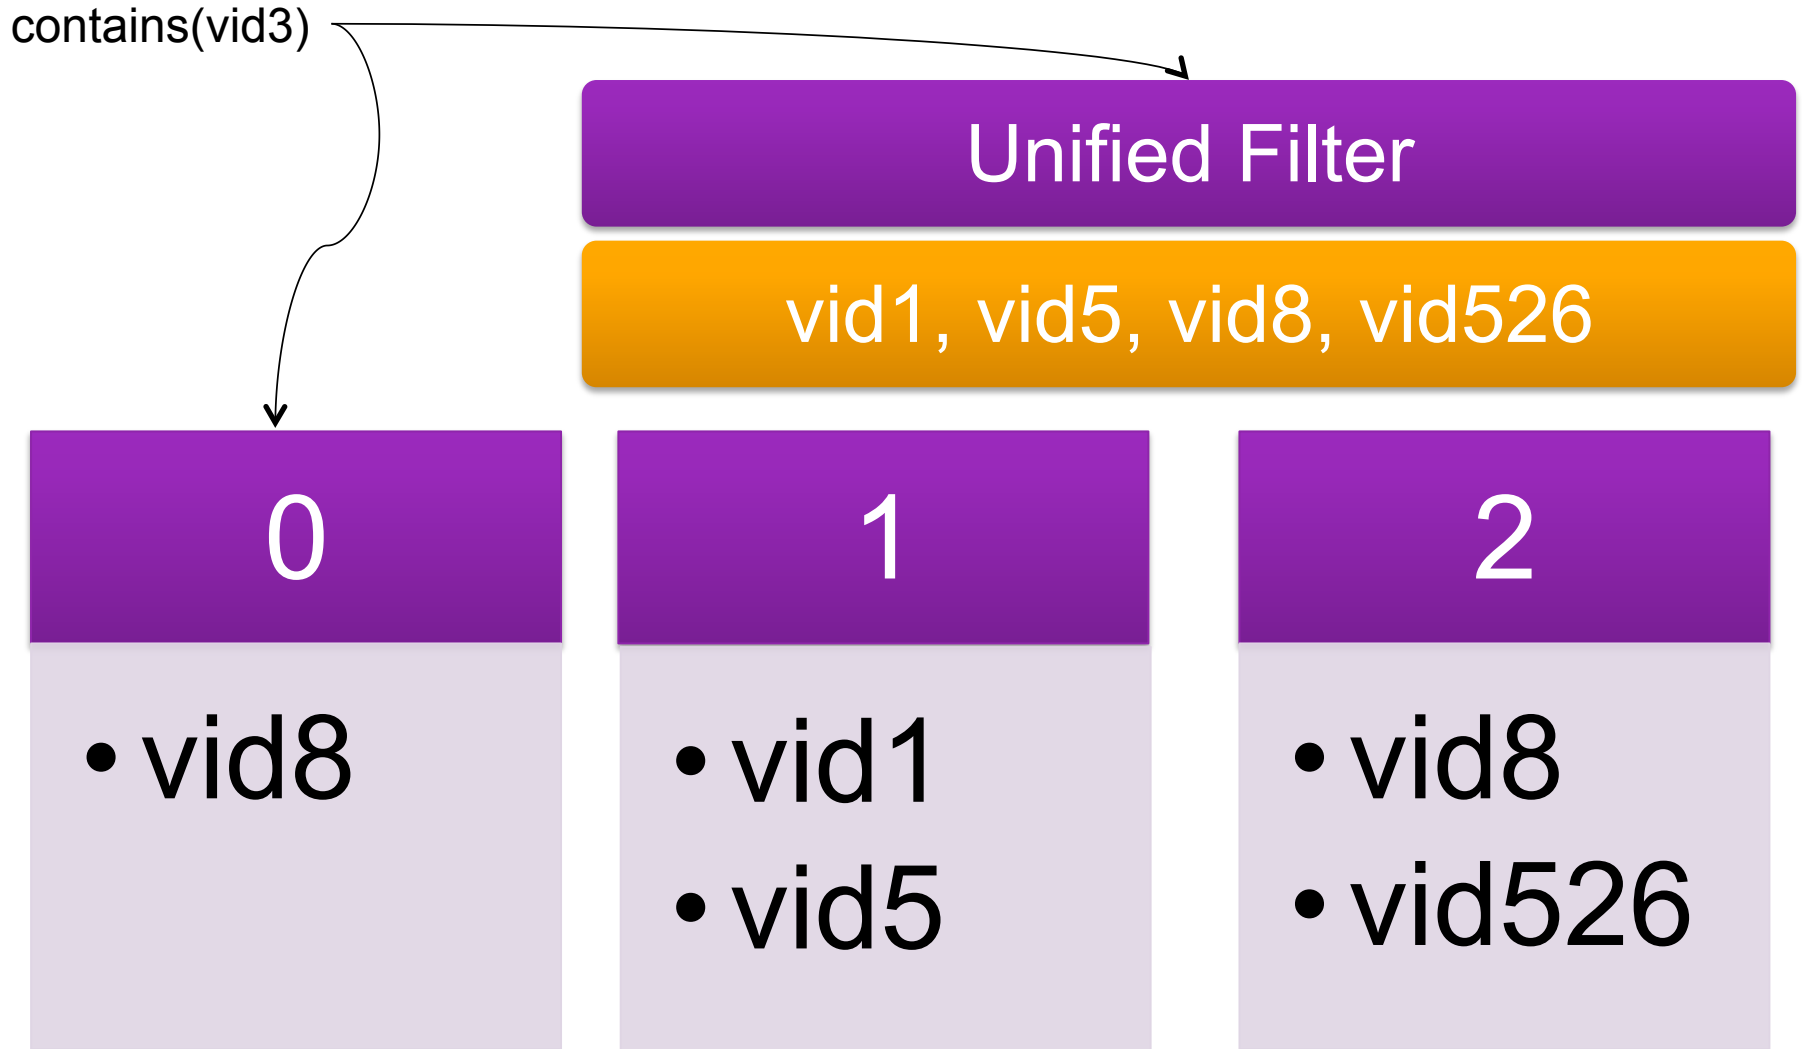 contains(vid3)
Unified Filter
vid1, vid5, vid8, vid526
0
1
2
• vid8
• vid1
• vid5
• vid8
• vid526